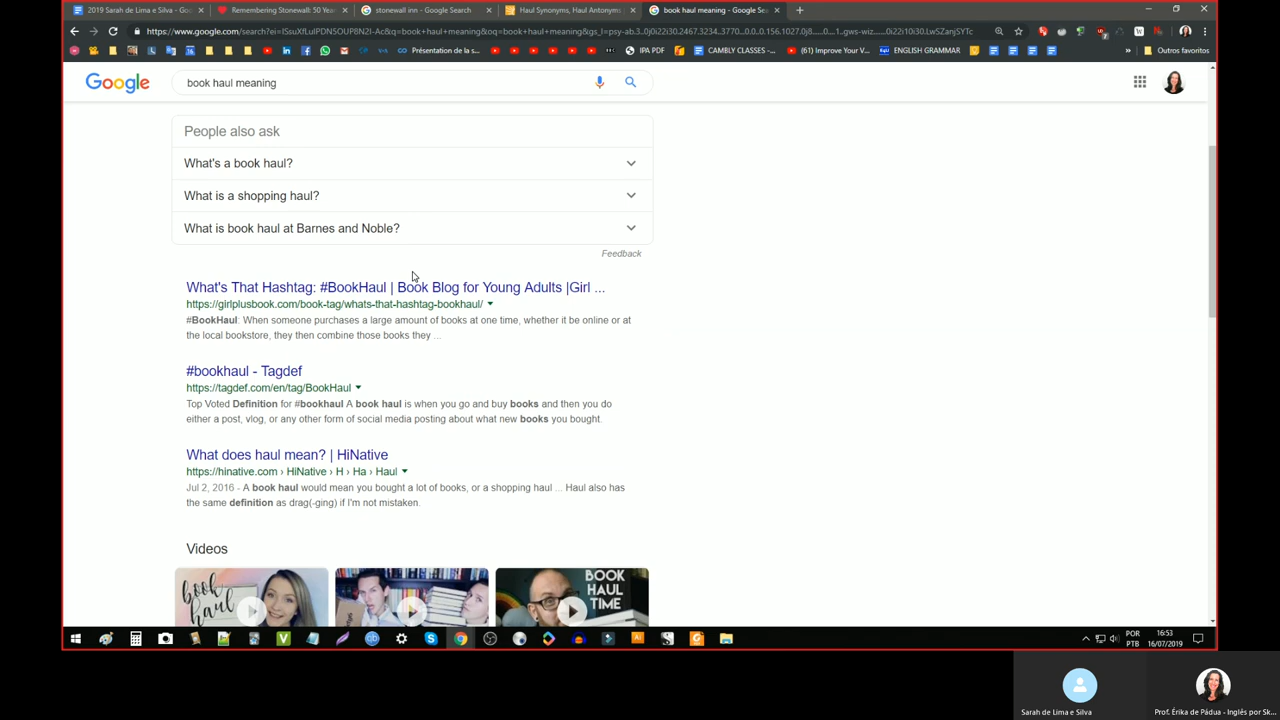 2019 Sarah de Lima e Silva - Go
Remembering Stonewall: 50 Ye
stonewall inn - Google Search
Haul Synonyms, Haul Antonyms |
book haul meaning - Google Se
https://www.google.com/search?ei=
IPA PDF
CAMBLY CLASSES -...
Présentation de la s...
(61) Improve Your V...
ENGLISH GRAMMAR
»
Outros favoritos
Google
book haul meaning
People also ask
What's a book haul?
What is a shopping haul?
What is book haul at Barnes and Noble?
Feedback
What's That Hashtag: #BookHaul | Book Blog for Young Adults |Girl ...
https://girlplusbook.com/book-tag/whats-that-hashtag-bookhaul/
#BookHaul: When someone purchases a large amount of books at one time, whether it be online or at
the local bookstore, they then combine those books they ...
#bookhaul - Tagdef
https://tagdef.com/en/tag/BookHaul
Top Voted Definition for #bookhaul A book haul is when you go and buy books and then you do
either a post, vlog, or any other form of social media posting about what new books you bought.
What does haul mean? | HiNative
https://hinative.com › HiNative › H › Ha › Haul
Jul 2, 2016 - A book haul would mean you bought a lot of books, or a shopping haul ... Haul also has
the same definition as drag(-ging) if I'm not mistaken.
Videos
book
haul
BOOK
HAUL
TIME
POR
PTB
16:53
16/07/2019
Sarah de Lima e Silva
Prof. Érika de Pádua - Inglês por Sk...